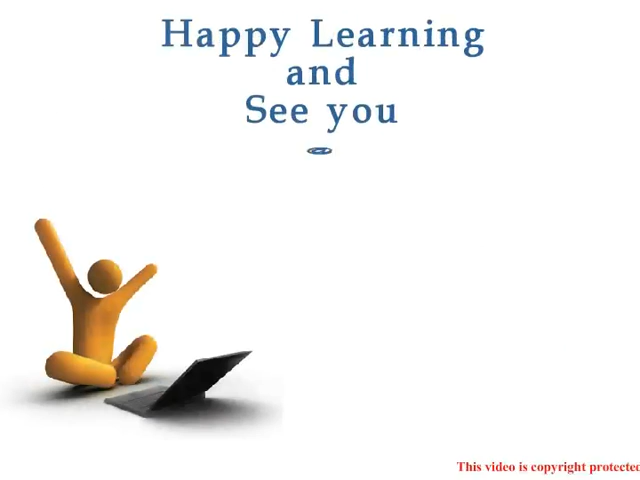 Happy Learning
and
See you
@
This video is copyright protected